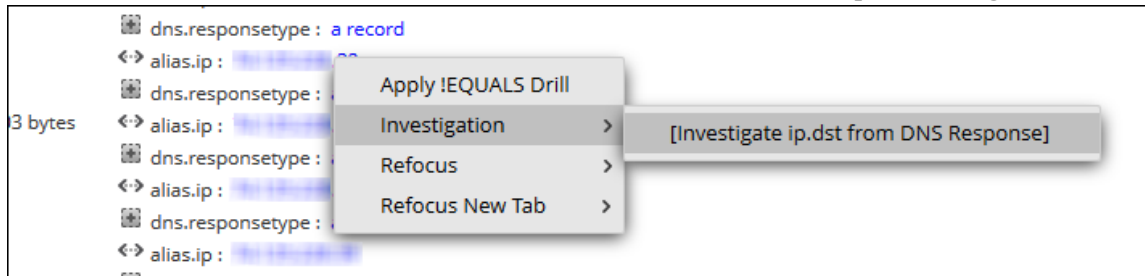 dns.responsetype : a record
alias.ip :
Apply !EQUALS Drill
dns.responsetype :
03 bytes
alias.ip :
Investigation >
[Investigate ip.dst from DNS Response]
dns.responsetype :
Refocus >
alias.ip :
Refocus New Tab >
dns.responsetype :
alias.ip :